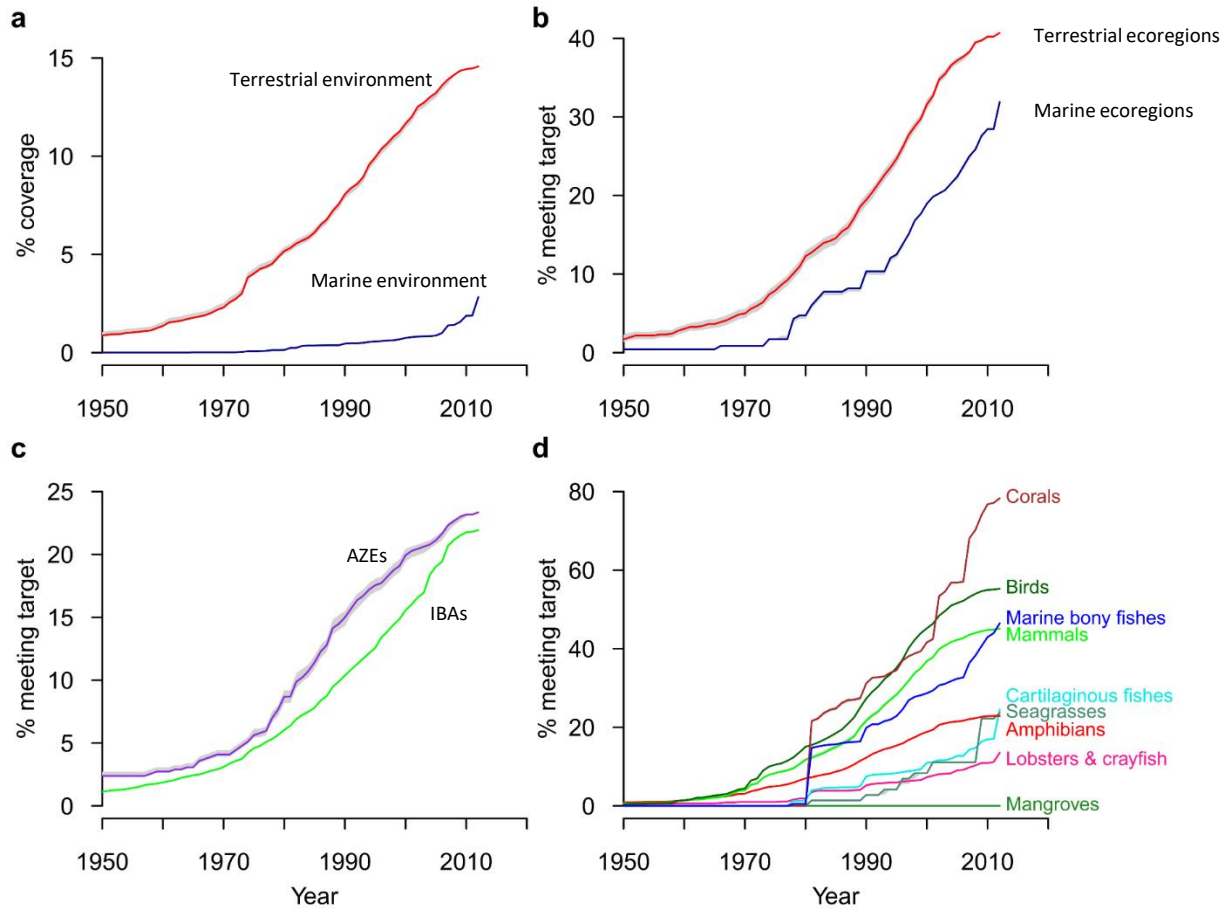 a
% coverage
15
10
5
0
Terrestrial environment
Marine environment
1950
1970
1990
2010
b
% meeting target
40
30
20
10
0
Terrestrial ecoregions
Marine ecoregions
1950
1970
1990
2010
c
% meeting target
25
20
15
10
5
0
AZEs
IBAs
1950
1970
1990
2010
Year
d
% meeting target
80
60
40
20
0
Corals
Birds
Marine bony fishes
Mammals
Cartilaginous fishes
Seagrasses
Amphibians
Lobsters & crayfish
Mangroves
1950
1970
1990
2010
Year